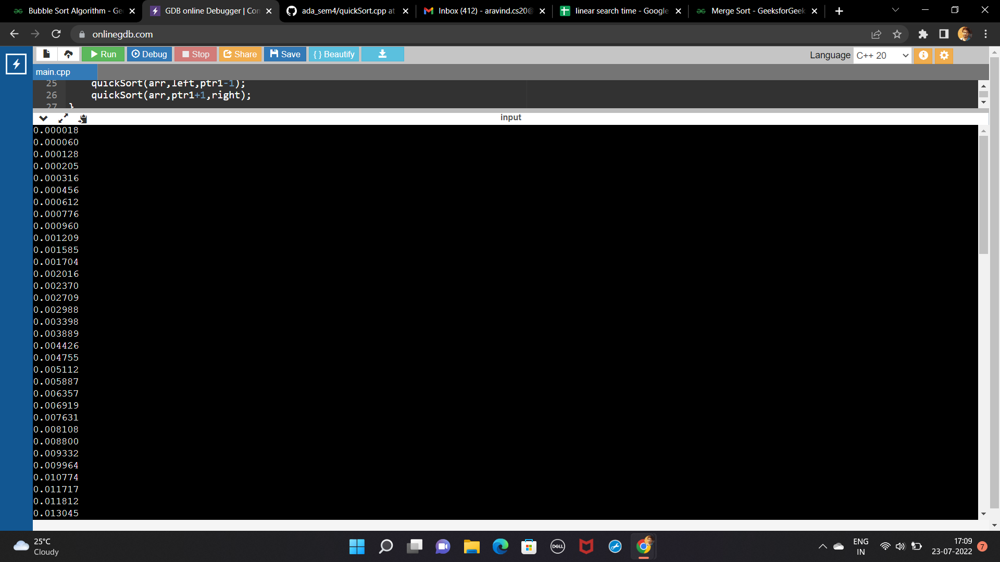 Bubble Sort Algorithm - Ge
GDB online Debugger | Con
ada_sem4/quickSort.cpp at
Inbox (412) - aravind.cs20@
linear search time - Google
Merge Sort - GeeksforGeek
onlinegdb.com
Run
Debug
Stop
Share
Save
{ } Beautify
Language
C++ 20
main.cpp
25 quickSort(arr,left,ptr1-1);
26 quickSort(arr,ptr1+1,right);
27 }
input
0.000018
0.000060
0.000128
0.000205
0.000316
0.000456
0.000612
0.000776
0.000960
0.001209
0.001585
0.001704
0.002016
0.002370
0.002709
0.002988
0.003398
0.003889
0.004426
0.004755
0.005112
0.005887
0.006357
0.006919
0.007631
0.008108
0.008800
0.009332
0.009964
0.010774
0.011717
0.011812
0.013045
25°C
Cloudy
DELL
ENG
IN
17:09
23-07-2022
7